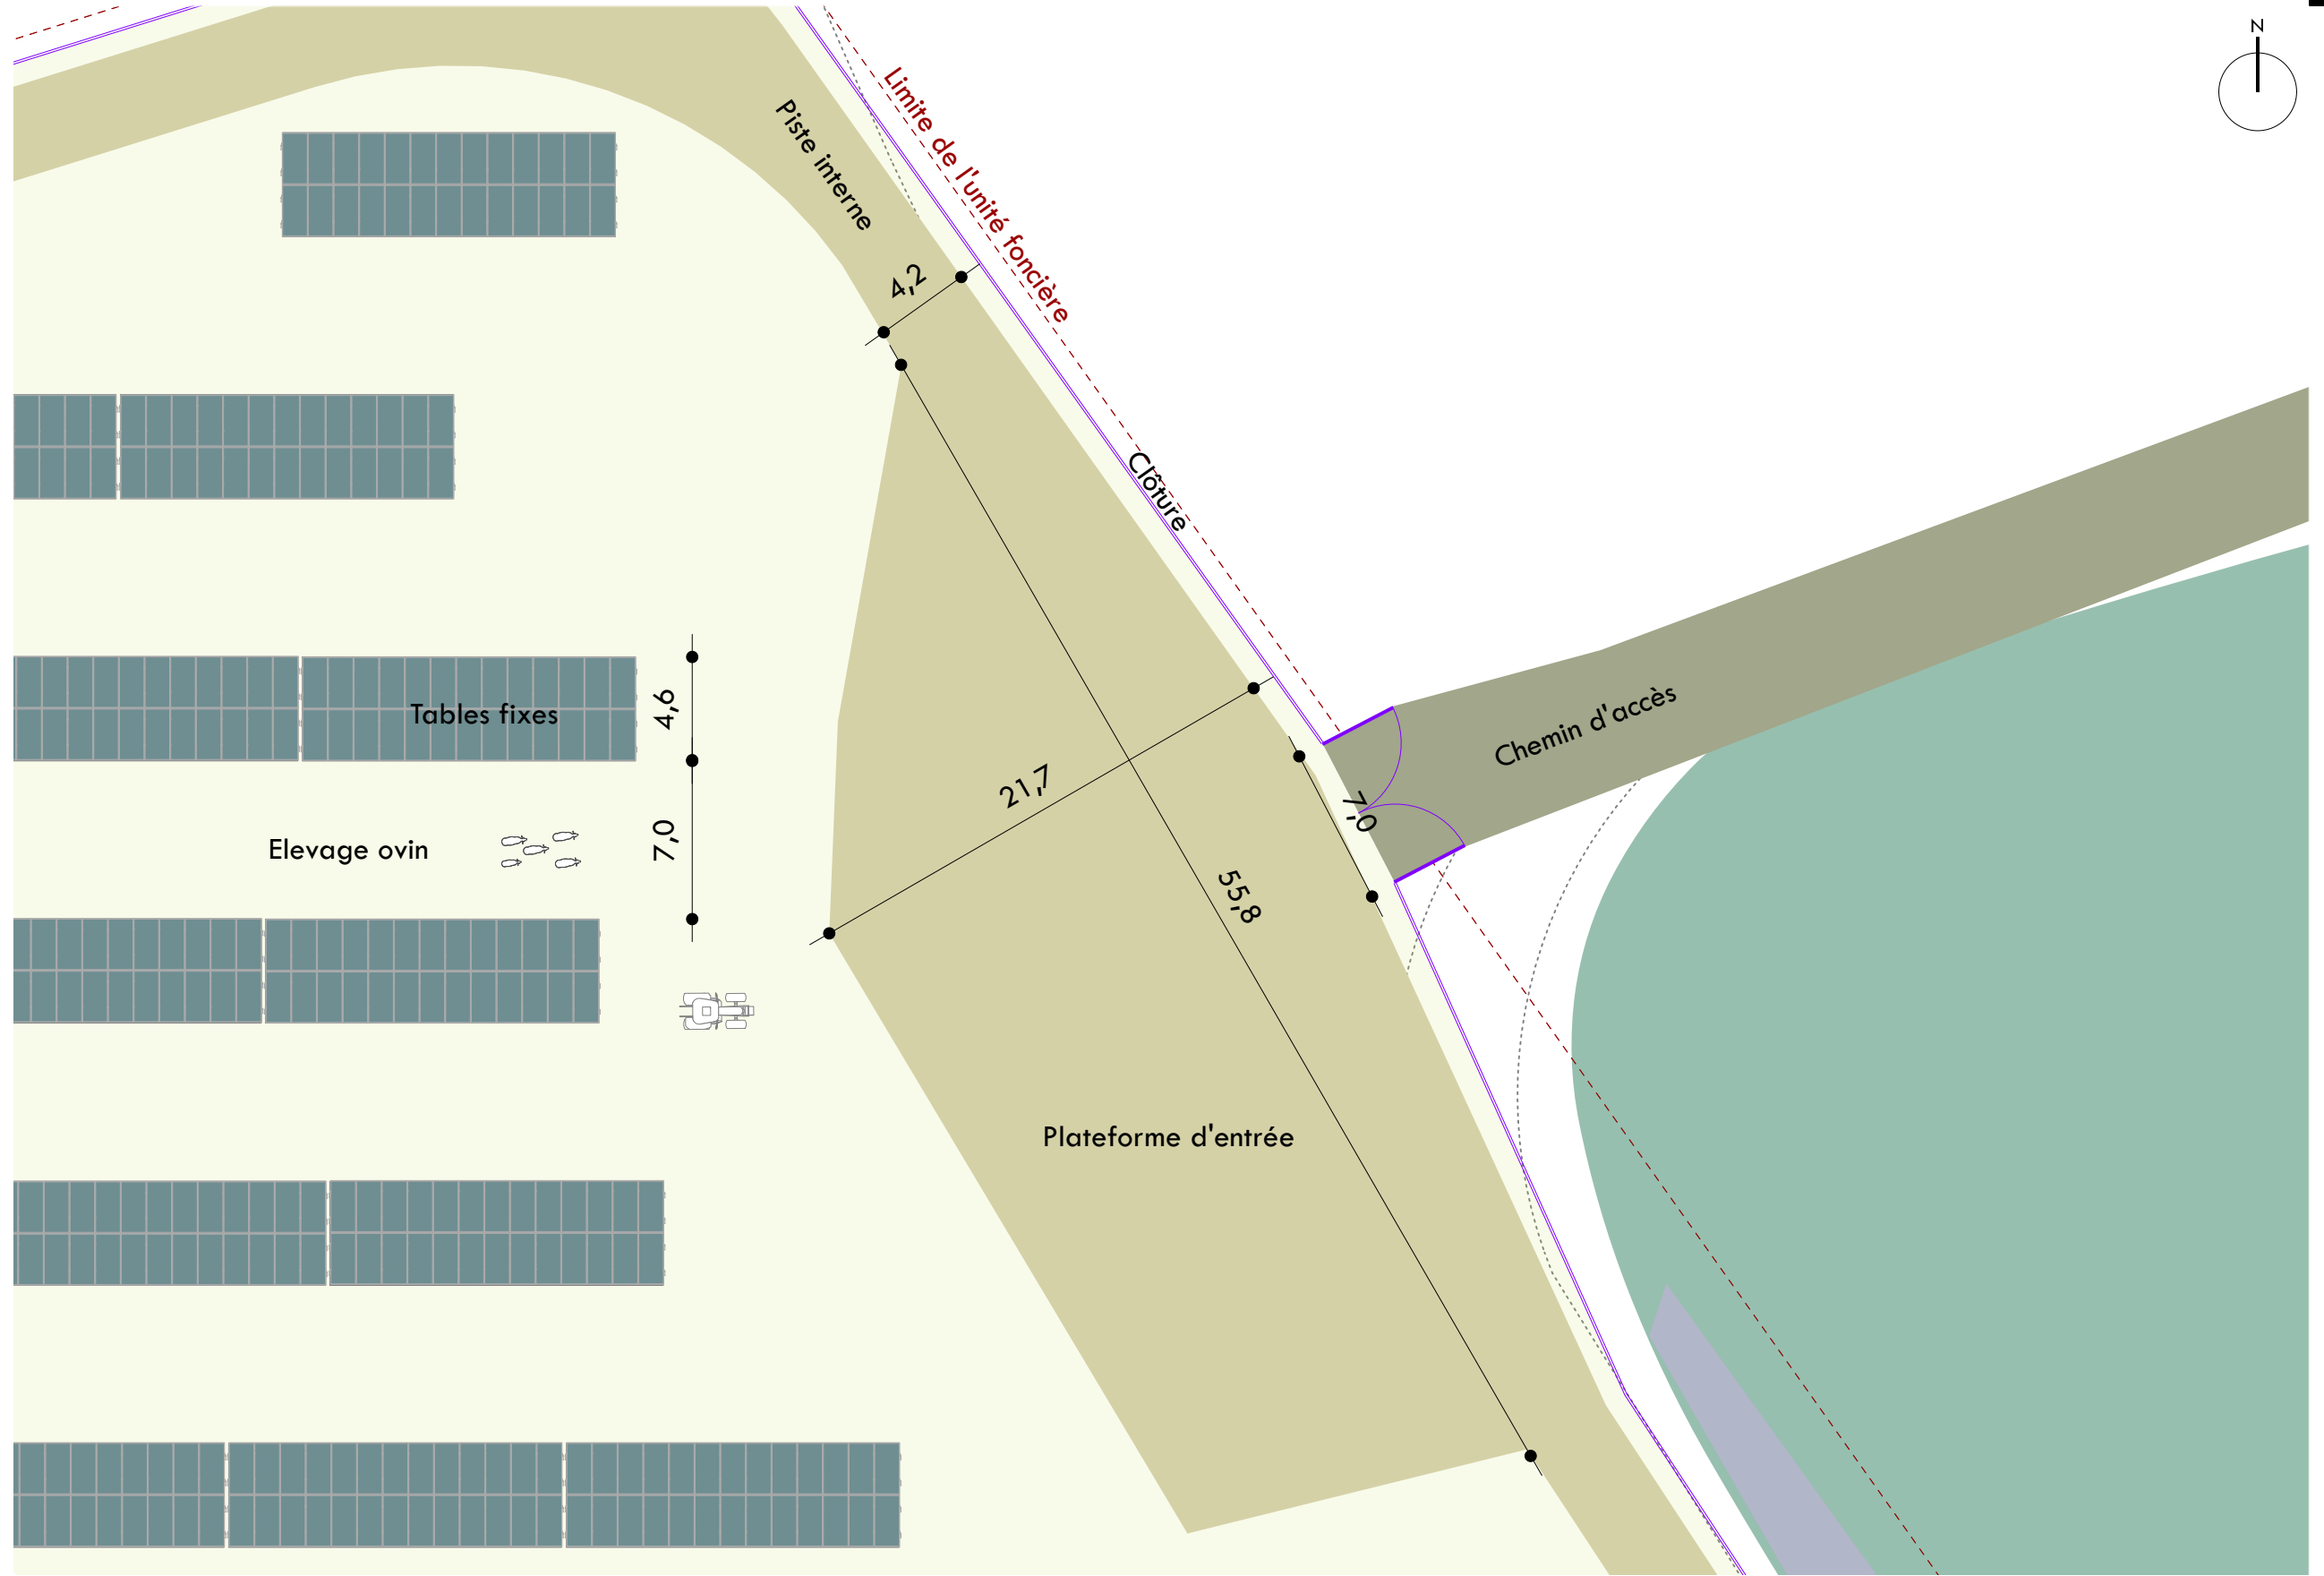 N
Limite de l'unité foncière
Piste interne
4,2
Clôture
Tables fixes
4,6
Chemin d'accès
21,7
7,0
7,0
Elevage ovin
55,8
Plateforme d'entrée